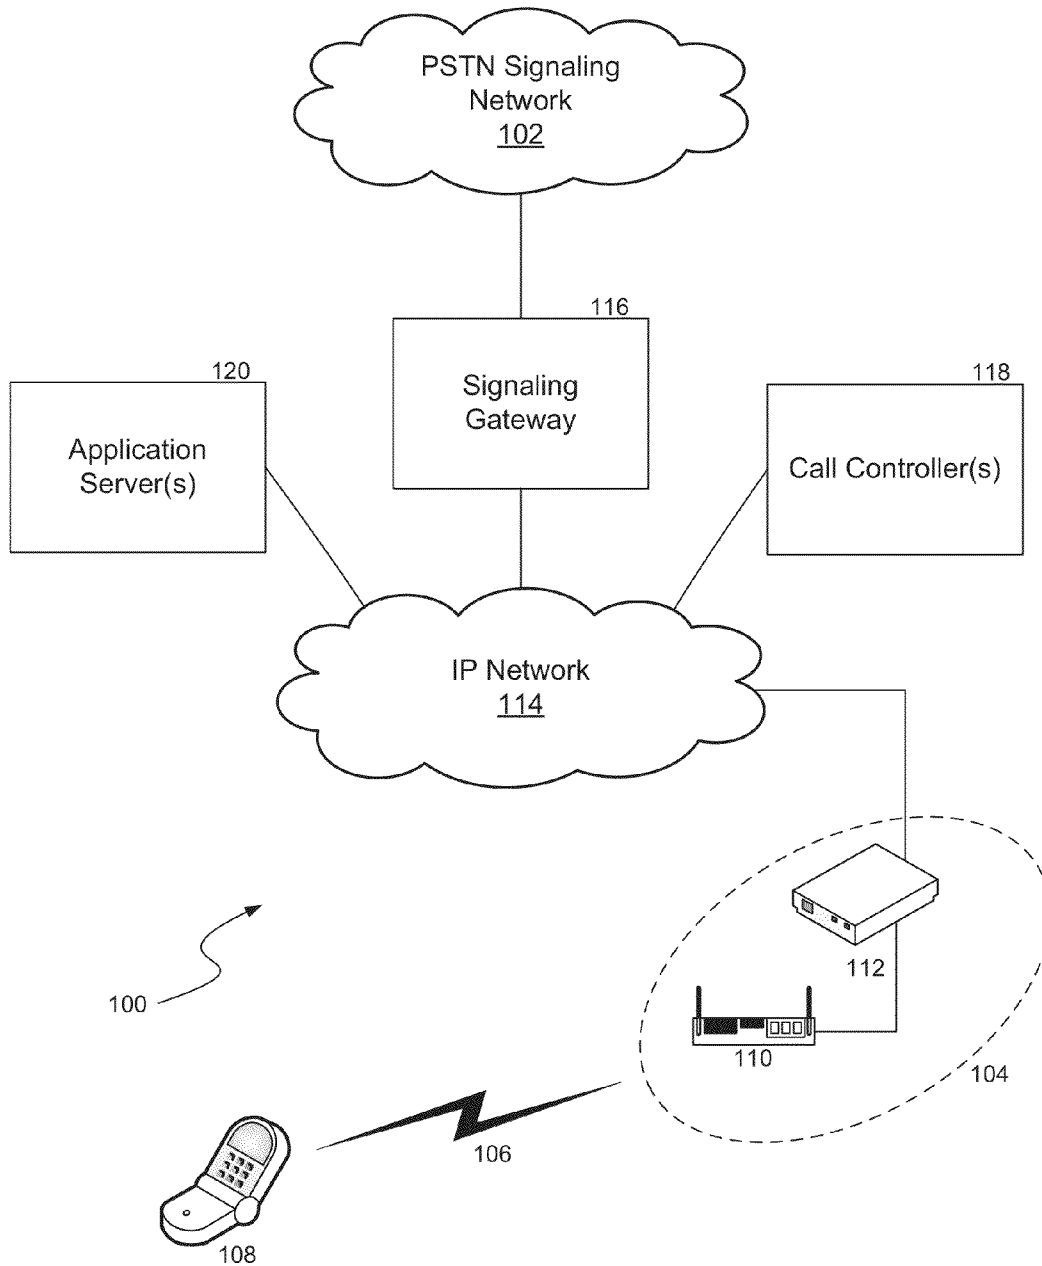 PSTN Signaling
Network
102
116
Signaling
Gateway
120
Application
Server(s)
118
Call Controller(s)
IP Network
114
112
100
110
104
106
108